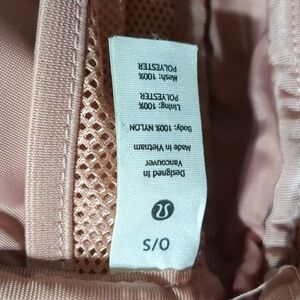 O/S
Designed in
Vancouver
Made in Vietnam
Body: 100% NYLON
Lining: 100%
POLYESTER
Mesh: 100%
POLYESTER